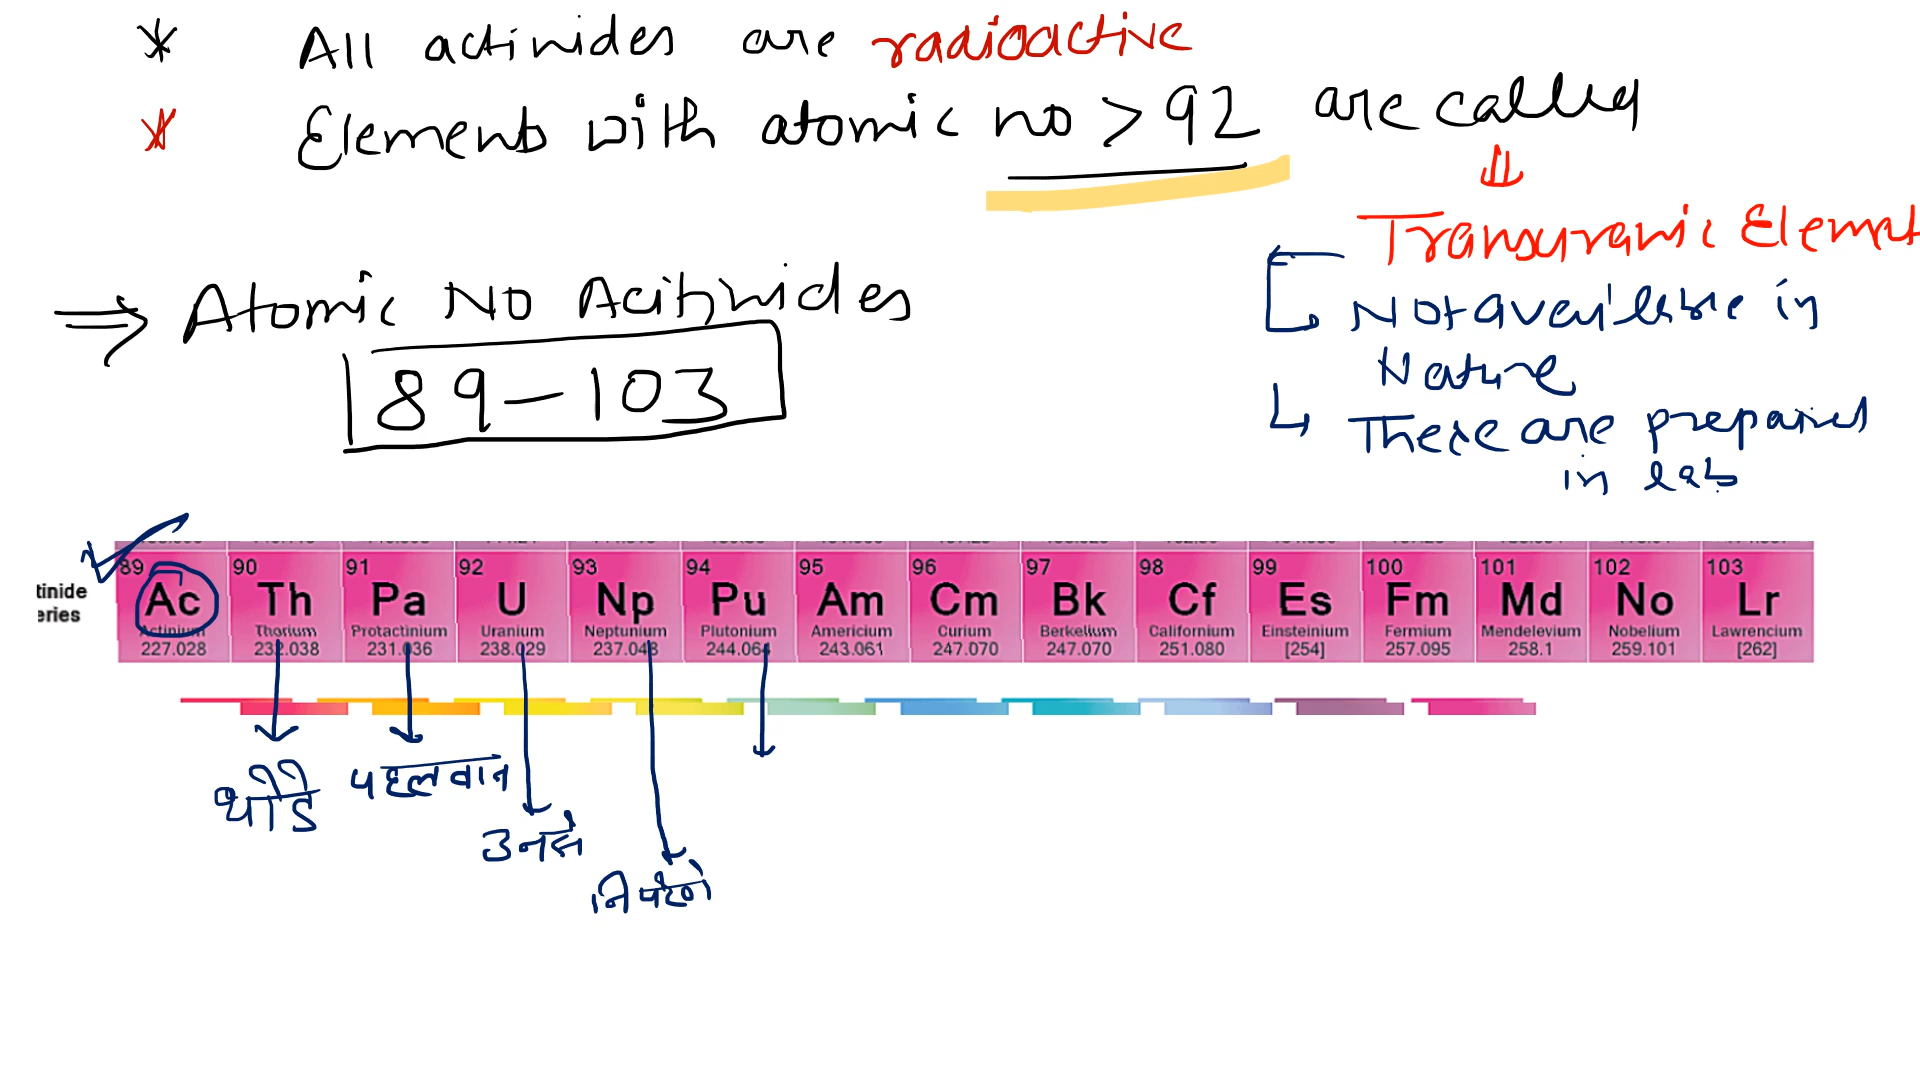 * All actinides are radioactive
* Elements with atomic no > 92 are called
Transuranic Element
Not available in
Nature
These are prepared
in lab
⇒ Atomic No Acitinides
89-103
tinide
eries
89 90 91 92 93 94 95 96 97 98 99 100 101 102 103
Ac Th Pa U Np Pu Am Cm Bk Cf Es Fm Md No Lr
Actinium Thorium Protactinium Uranium Neptunium Plutonium Americium Curium Berkelium Californium Einsteinium Fermium Mendelevium Nobelium Lawrencium
227.028 232.038 231.036 238.029 237.048 244.064 243.061 247.070 247.070 251.080 [254] 257.095 258.1 259.101 [262]
थोडे पहलवान
उनसे